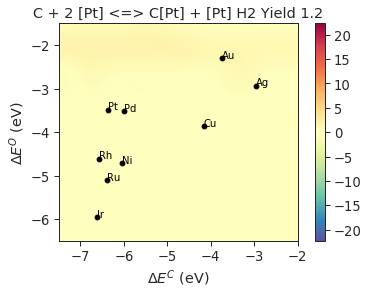 C + 2 [Pt] <=> C[Pt] + [Pt] H2 Yield 1.2
−2
−3
−4
−5
−6
ΔE^O (eV)
Au
Ag
Pt
Pd
Cu
Rh
Ni
Ru
Ir
−7
−6
−5
−4
−3
−2
ΔE^C (eV)
20
15
10
5
0
−5
−10
−15
−20